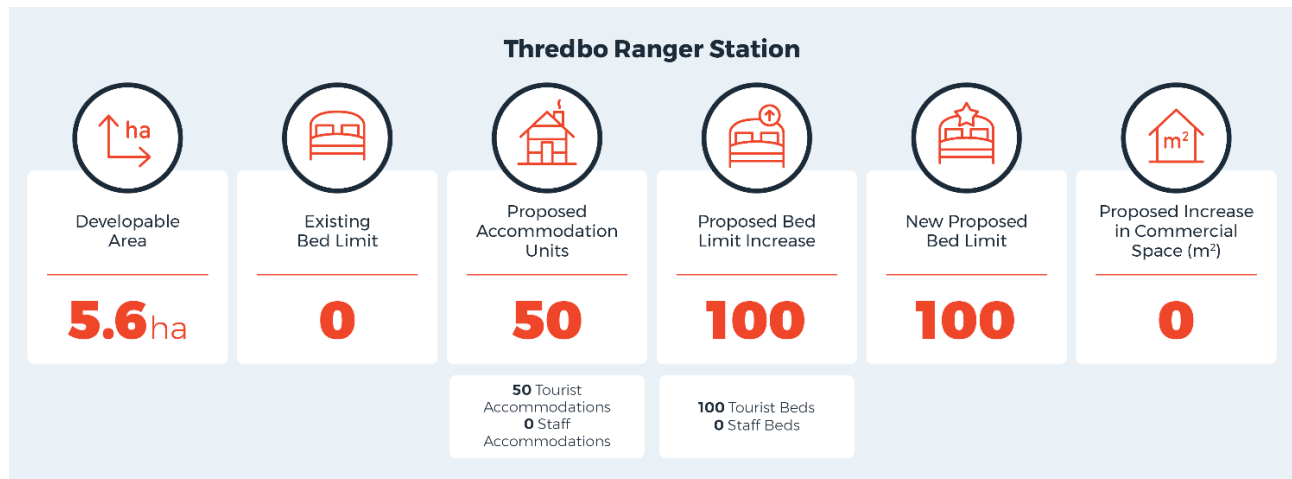 Thredbo Ranger Station
ha
m²
Developable
Area
5.6ha
Existing
Bed Limit
0
Proposed
Accommodation
Units
50
50 Tourist
Accommodations
0 Staff
Accommodations
Proposed Bed
Limit Increase
100
100 Tourist Beds
0 Staff Beds
New Proposed
Bed Limit
100
Proposed Increase
in Commercial
Space (m²)
0